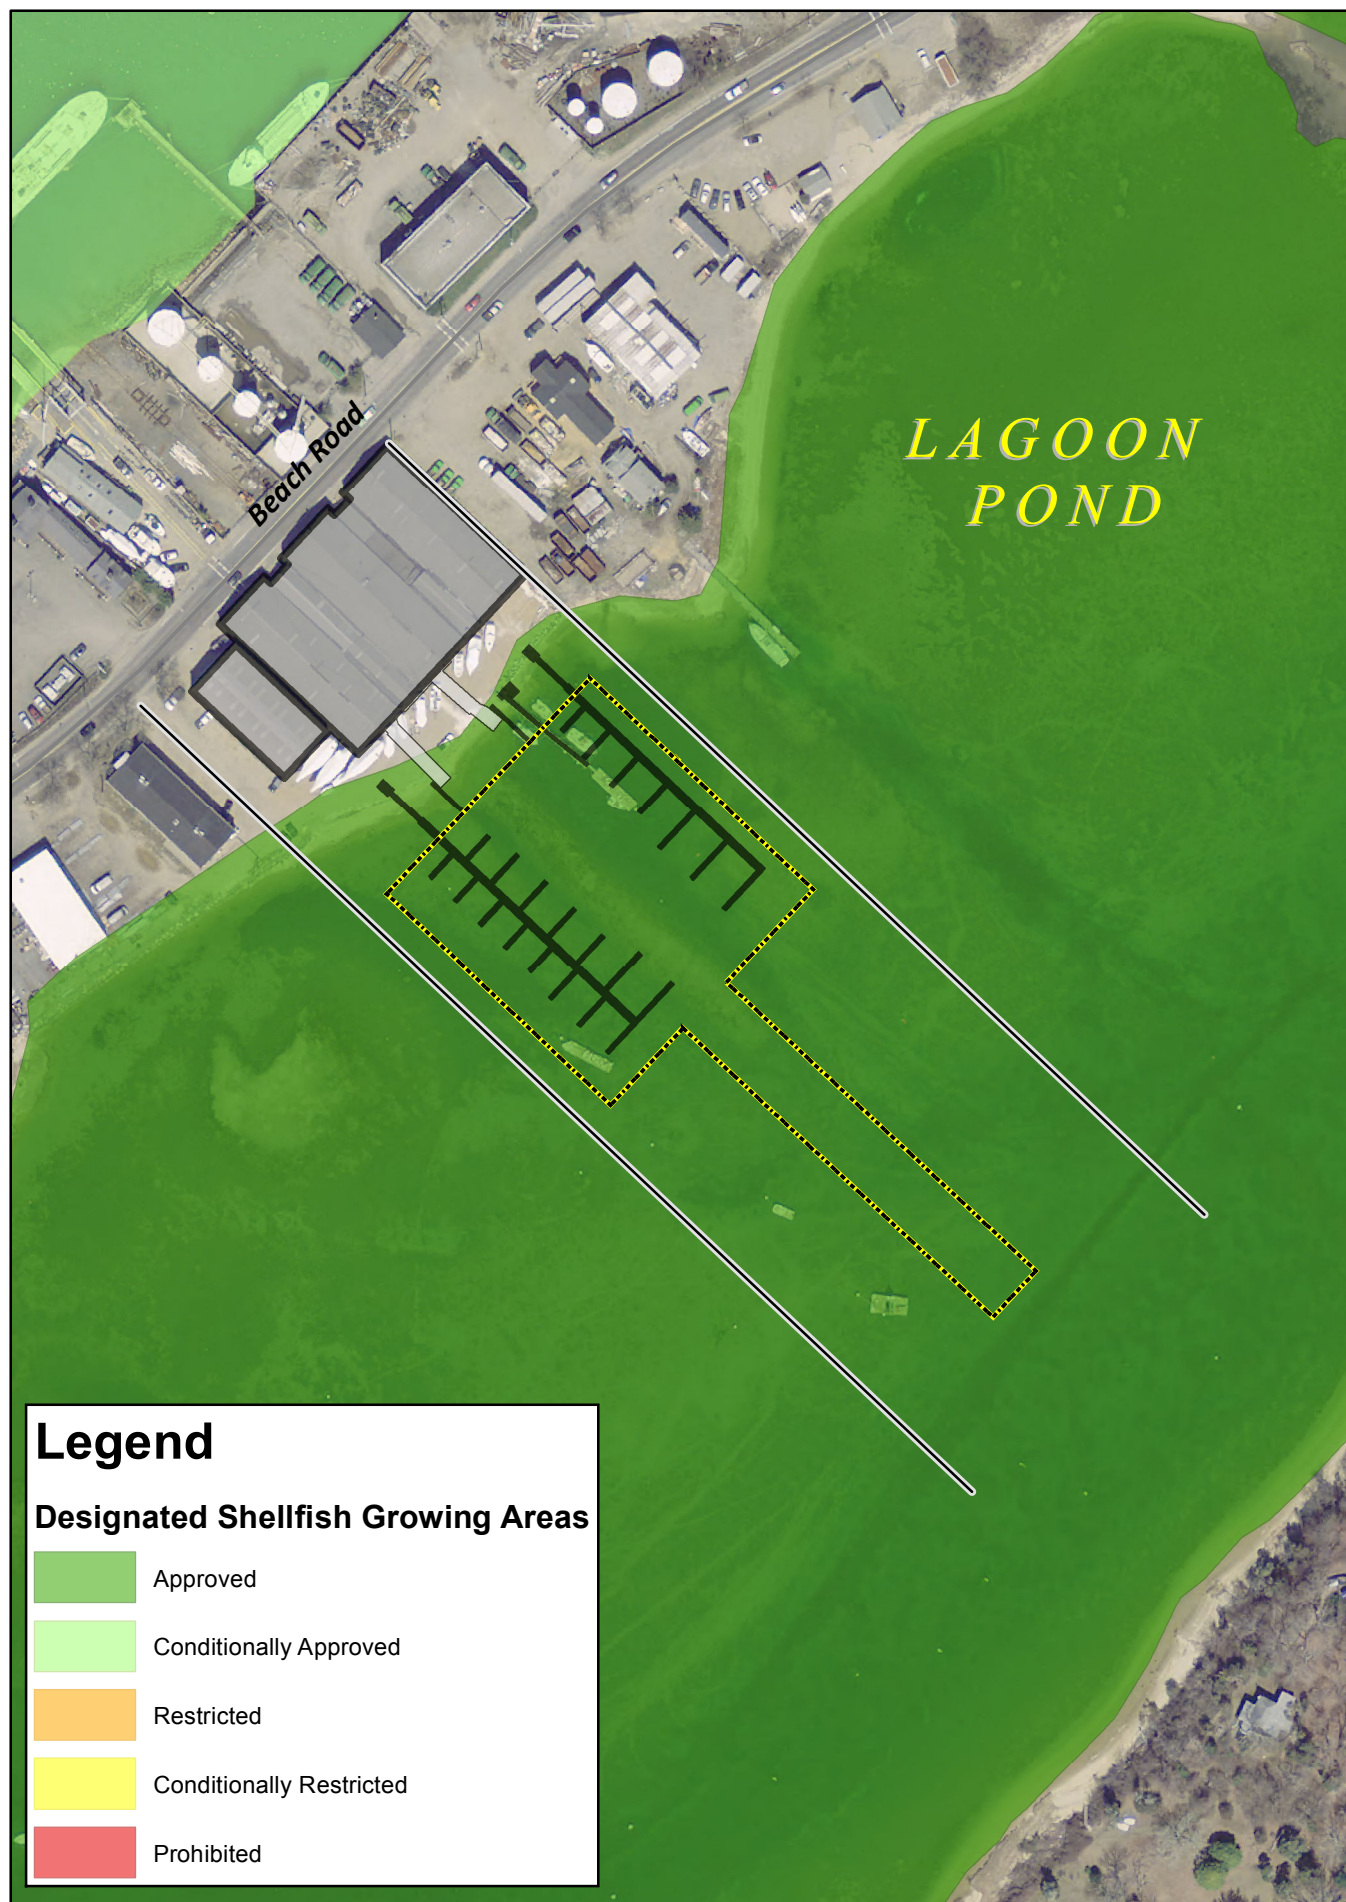 LAGOON
POND
Beach Road
Legend
Designated Shellfish Growing Areas
Approved
Conditionally Approved
Restricted
Conditionally Restricted
Prohibited